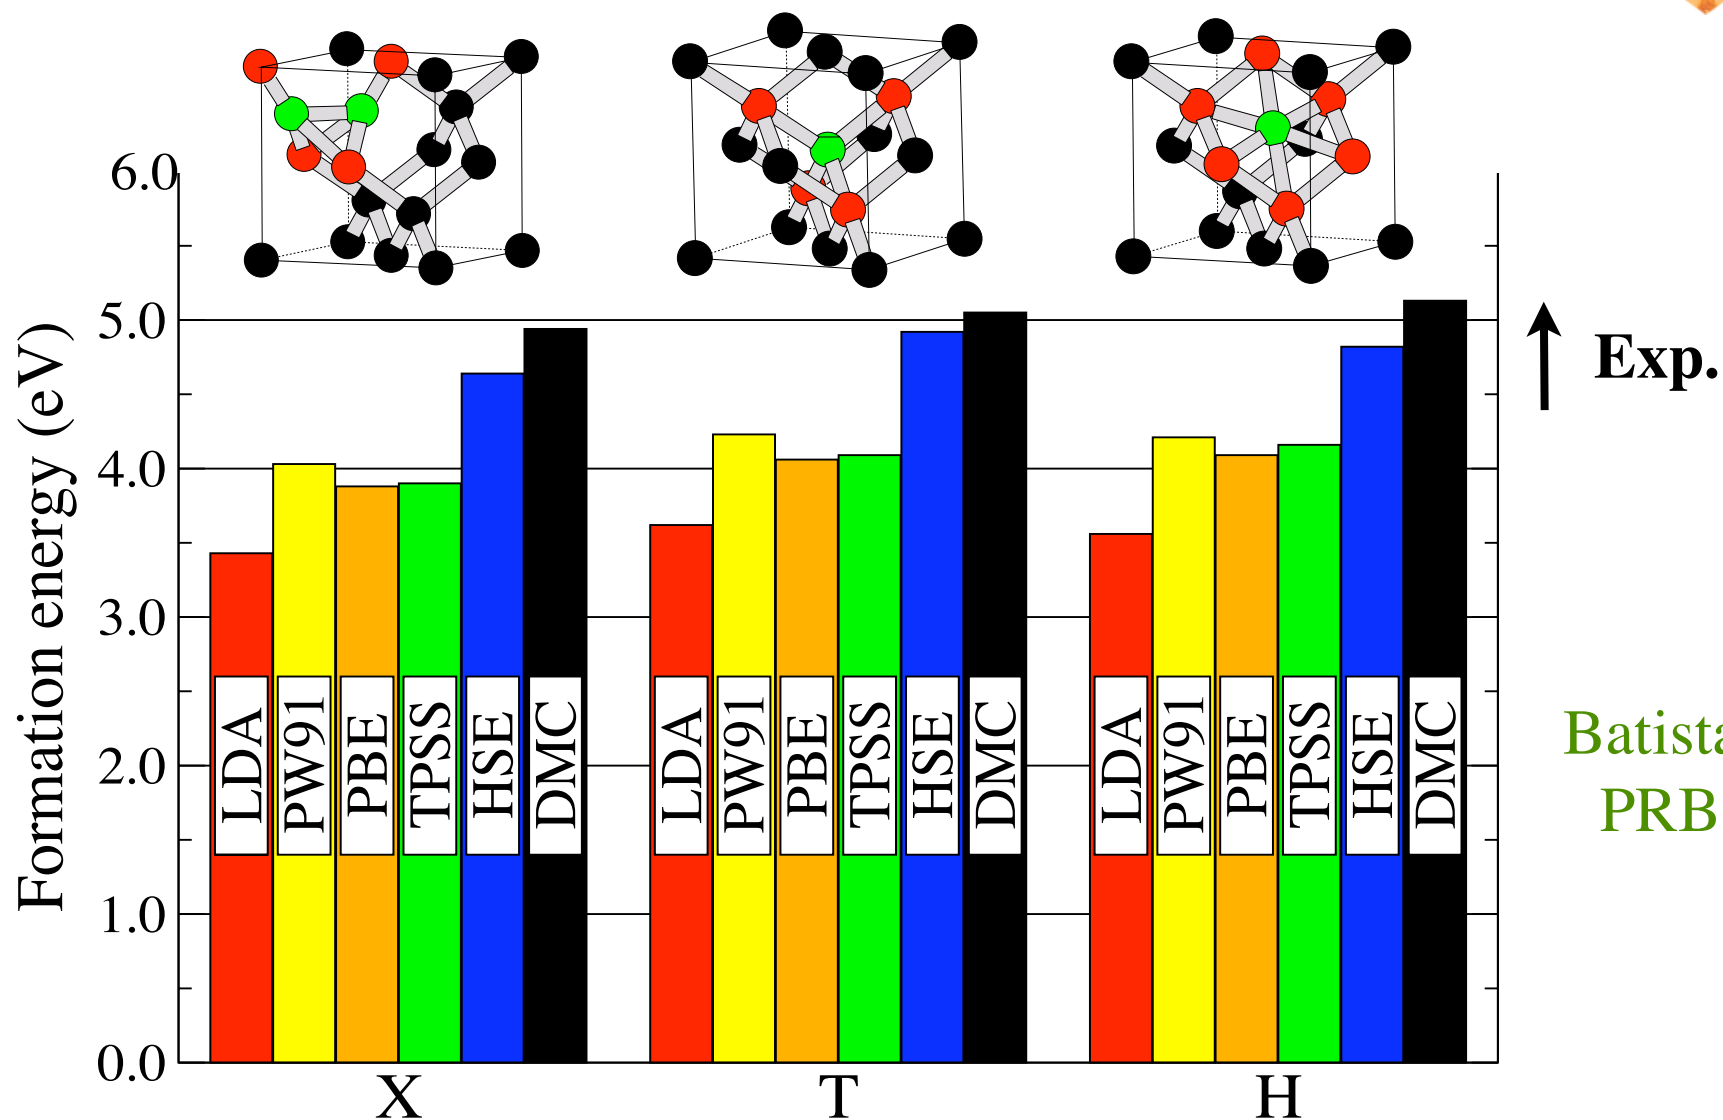 Formation energy (eV)
6.0
5.0
4.0
3.0
2.0
1.0
0.0
LDA
PW91
PBE
TPSS
HSE
DMC
LDA
PW91
PBE
TPSS
HSE
DMC
LDA
PW91
PBE
TPSS
HSE
DMC
X
T
H
Exp.
Batista
PRB